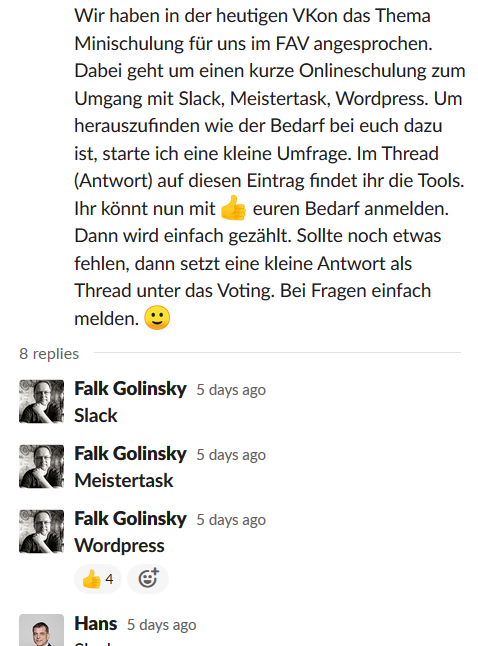 Wir haben in der heutigen VKon das Thema
Minischulung für uns im FAV angesprochen.
Dabei geht um einen kurze Onlineschulung zum
Umgang mit Slack, Meistertask, Wordpress. Um
herauszufinden wie der Bedarf bei euch dazu
ist, starte ich eine kleine Umfrage. Im Thread
(Antwort) auf diesen Eintrag findet ihr die Tools.
Ihr könnt nun mit 👍 euren Bedarf anmelden.
Dann wird einfach gezählt. Sollte noch etwas
fehlen, dann setzt eine kleine Antwort als
Thread unter das Voting. Bei Fragen einfach
melden. 🙂
8 replies
Falk Golinsky 5 days ago
Slack
Falk Golinsky 5 days ago
Meistertask
Falk Golinsky 5 days ago
Wordpress
👍 4
Hans 5 days ago